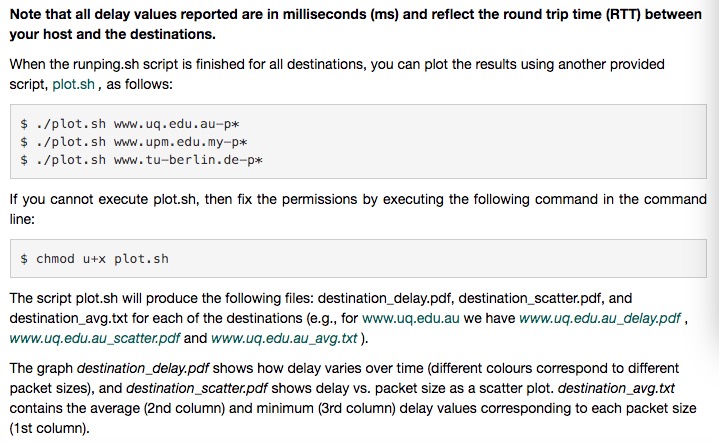 Note that all delay values reported are in milliseconds (ms) and reflect the round trip time (RTT) between
your host and the destinations.
When the runping.sh script is finished for all destinations, you can plot the results using another provided
script, plot.sh , as follows:
$ ./plot.sh www.uq.edu.au-p*
$ ./plot.sh www.upm.edu.my-p*
$ ./plot.sh www.tu-berlin.de-p*
If you cannot execute plot.sh, then fix the permissions by executing the following command in the command
line:
$ chmod u+x plot.sh
The script plot.sh will produce the following files: destination_delay.pdf, destination_scatter.pdf, and
destination_avg.txt for each of the destinations (e.g., for www.uq.edu.au we have www.uq.edu.au_delay.pdf ,
www.uq.edu.au_scatter.pdf and www.uq.edu.au_avg.txt ).
The graph destination_delay.pdf shows how delay varies over time (different colours correspond to different
packet sizes), and destination_scatter.pdf shows delay vs. packet size as a scatter plot. destination_avg.txt
contains the average (2nd column) and minimum (3rd column) delay values corresponding to each packet size
(1st column).